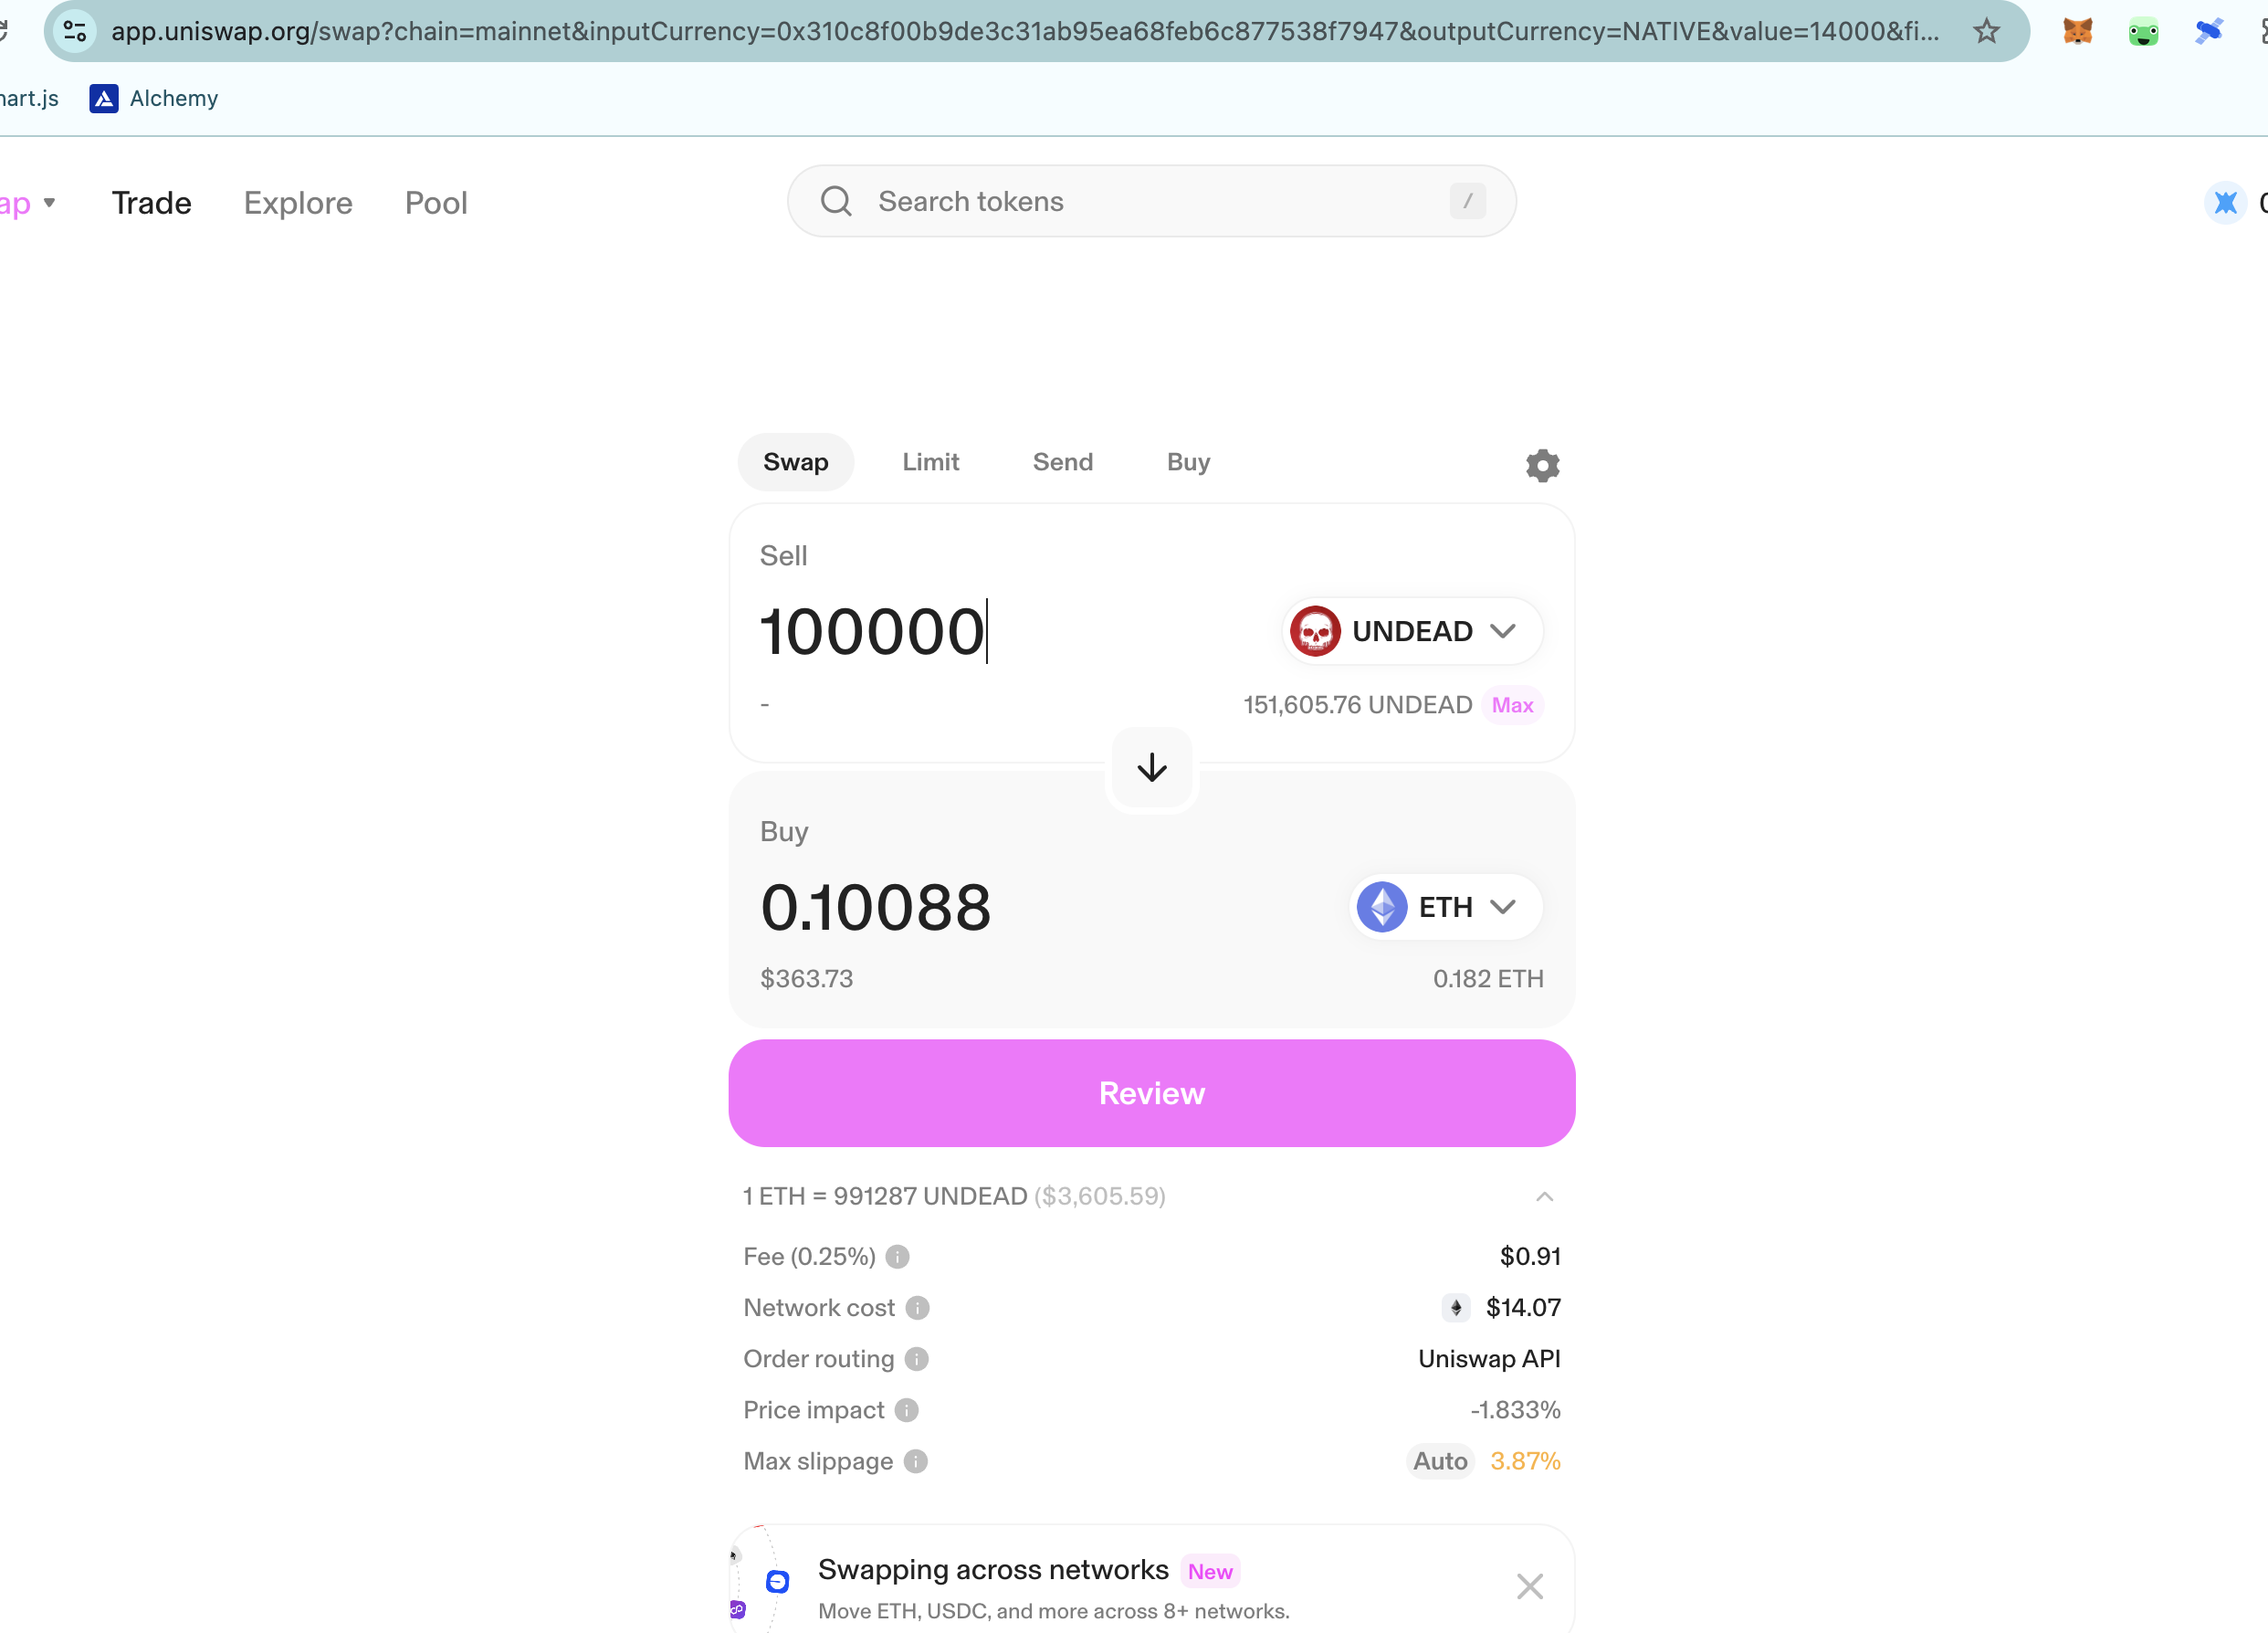 app.uniswap.org/swap?chain=mainnet&inputCurrency=0x310c8f00b9de3c31ab95ea68feb6c877538f7947&outputCurrency=NATIVE&value=14000&fi...
hart.js Alchemy
ap Trade Explore Pool Search tokens /
Swap Limit Send Buy
Sell
100000 UNDEAD
- 151,605.76 UNDEAD Max
Buy
0.10088 ETH
$363.73 0.182 ETH
Review
1 ETH = 991287 UNDEAD ($3,605.59)
Fee (0.25%) $0.91
Network cost $14.07
Order routing Uniswap API
Price impact -1.833%
Max slippage Auto 3.87%
Swapping across networks New
Move ETH, USDC, and more across 8+ networks.